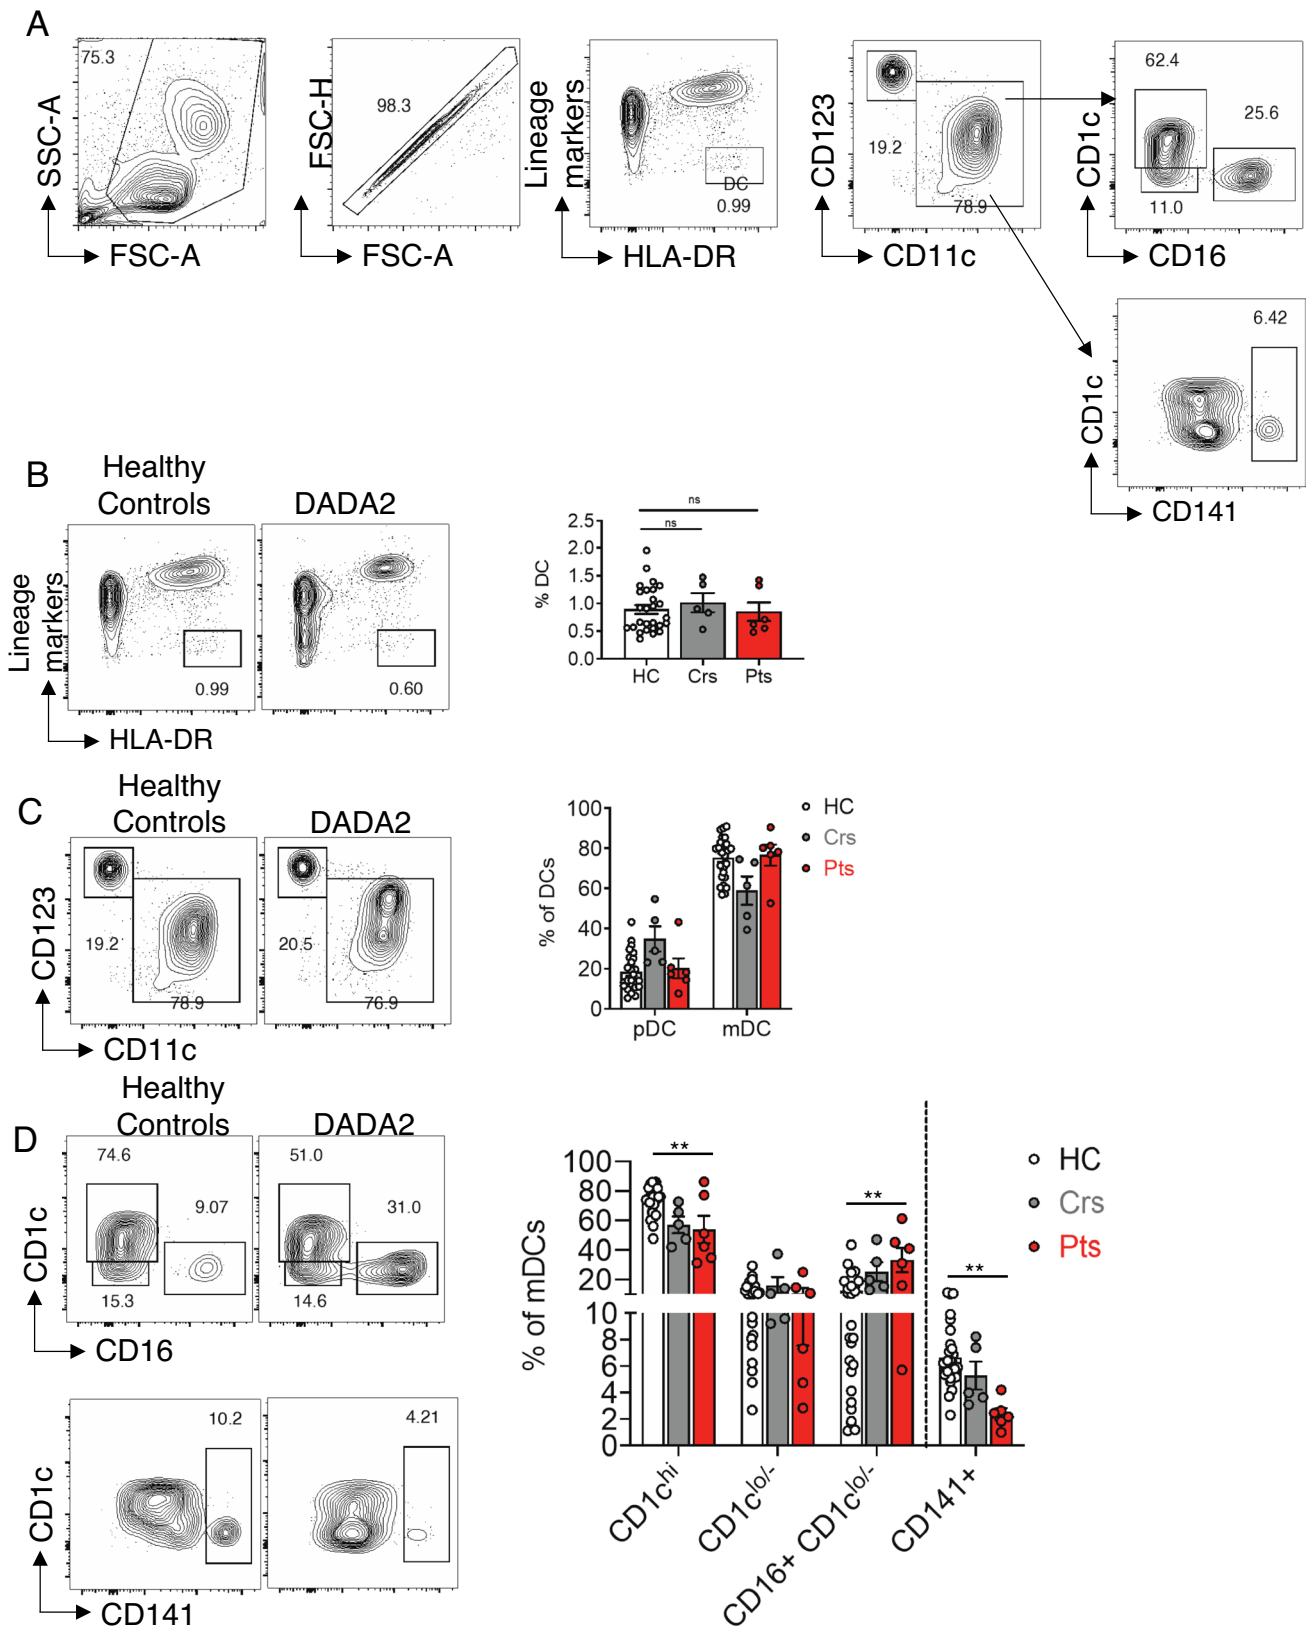 A
75.3
SSC-A
FSC-A
98.3
FSC-H
FSC-A
Lineage
markers
DC
0.99
HLA-DR
CD123
19.2
78.9
CD11c
62.4
25.6
11.0
CD1c
CD16
6.42
CD1c
CD141
B
Healthy
Controls
DADA2
Lineage
markers
0.99
0.60
HLA-DR
ns
ns
% DC
2.5
2.0
1.5
1.0
0.5
0.0
HC Crs Pts
C
Healthy
Controls
DADA2
CD123
19.2
78.9
20.5
76.9
CD11c
% of DCs
100
80
60
40
20
0
pDC mDC
HC
Crs
Pts
D
Healthy
Controls
DADA2
CD1c
74.6
9.07
15.3
51.0
31.0
14.6
CD16
CD1c
10.2
4.21
CD141
% of mDCs
100
80
60
40
20
10
8
6
4
2
0
**
**
**
CD1chi
CD1clo/-
CD16+ CD1clo/-
CD141+
HC
Crs
Pts